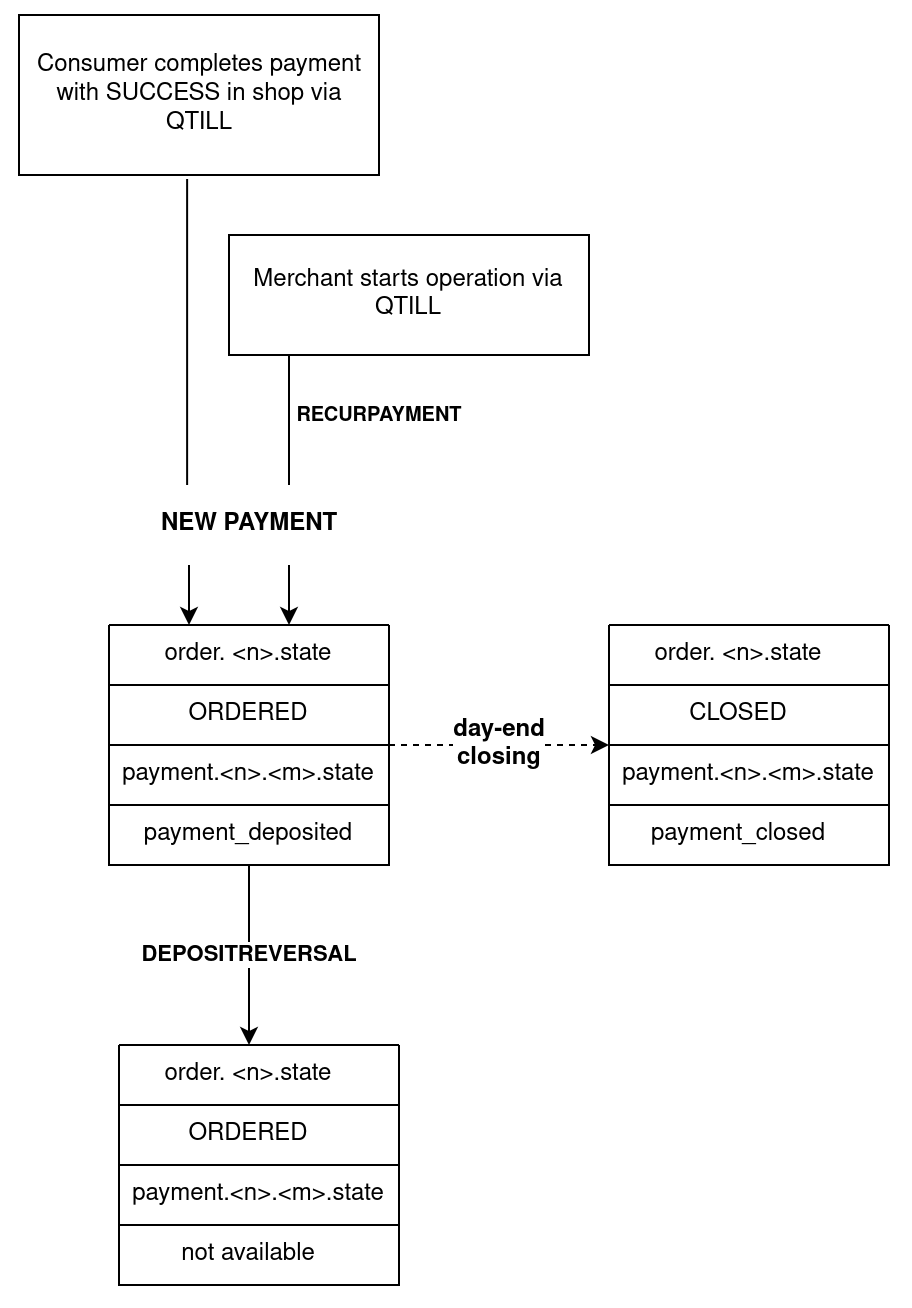 Consumer completes payment
with SUCCESS in shop via
QTILL
Merchant starts operation via
QTILL
RECURPAYMENT
NEW PAYMENT
order. <n>.state
ORDERED
payment.<n>.<m>.state
payment_deposited
day-end
closing
order. <n>.state
CLOSED
payment.<n>.<m>.state
payment_closed
DEPOSITREVERSAL
order. <n>.state
ORDERED
payment.<n>.<m>.state
not available